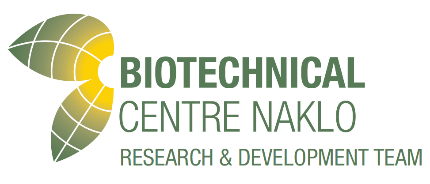 BIOTECHNICAL
CENTRE NAKLO
RESEARCH & DEVELOPMENT TEAM